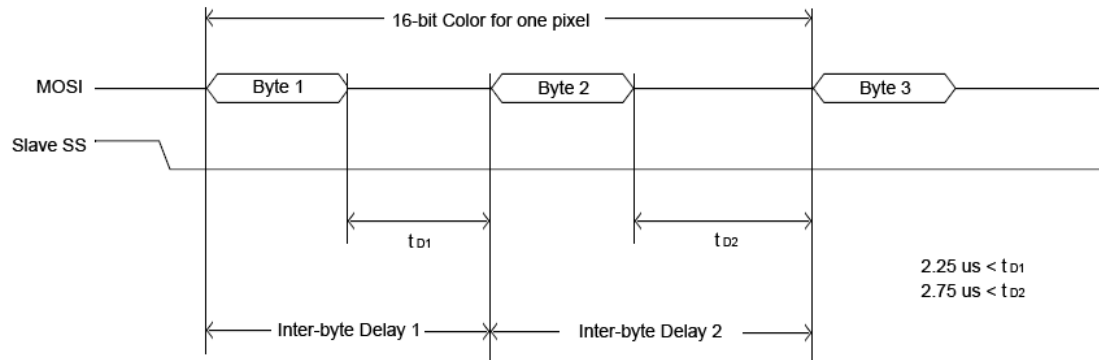 16-bit Color for one pixel
MOSI
Byte 1
Byte 2
Byte 3
Slave SS
t D1
t D2
2.25 us < t D1
2.75 us < t D2
Inter-byte Delay 1
Inter-byte Delay 2